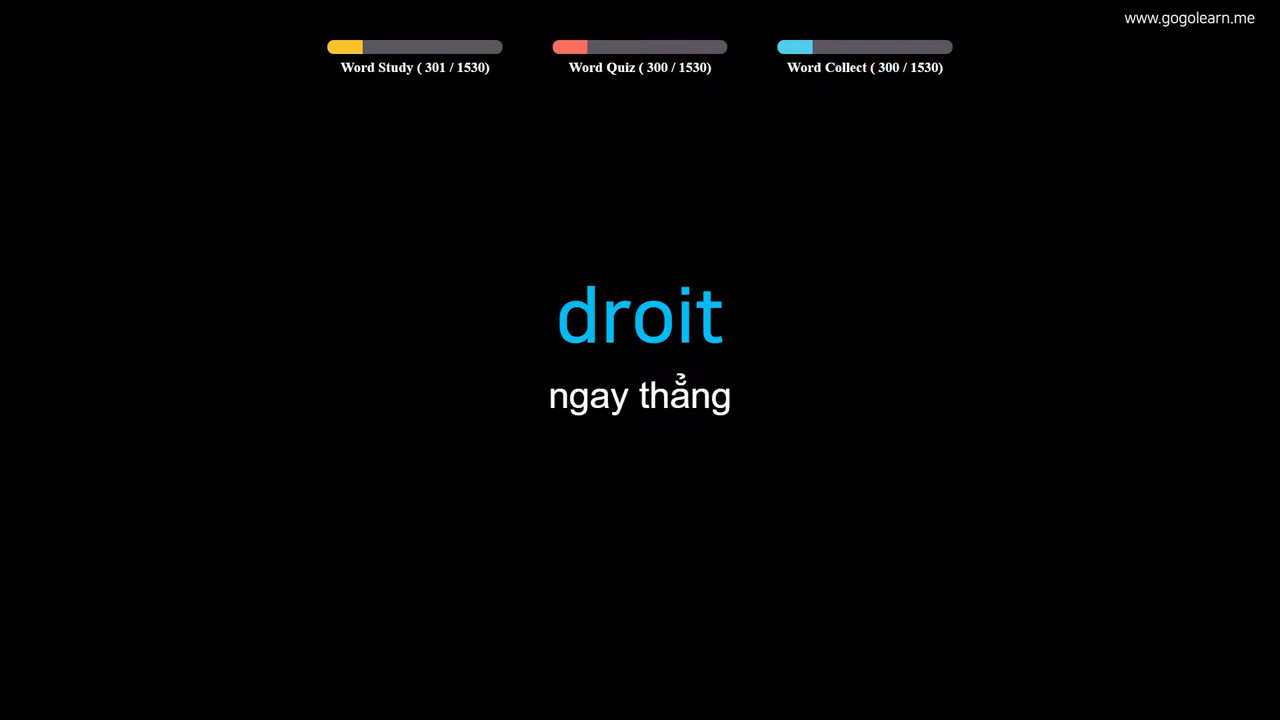 www.gogolearn.me
Word Study ( 301 / 1530)
Word Quiz ( 300 / 1530)
Word Collect ( 300 / 1530)
droit
ngay thẳng